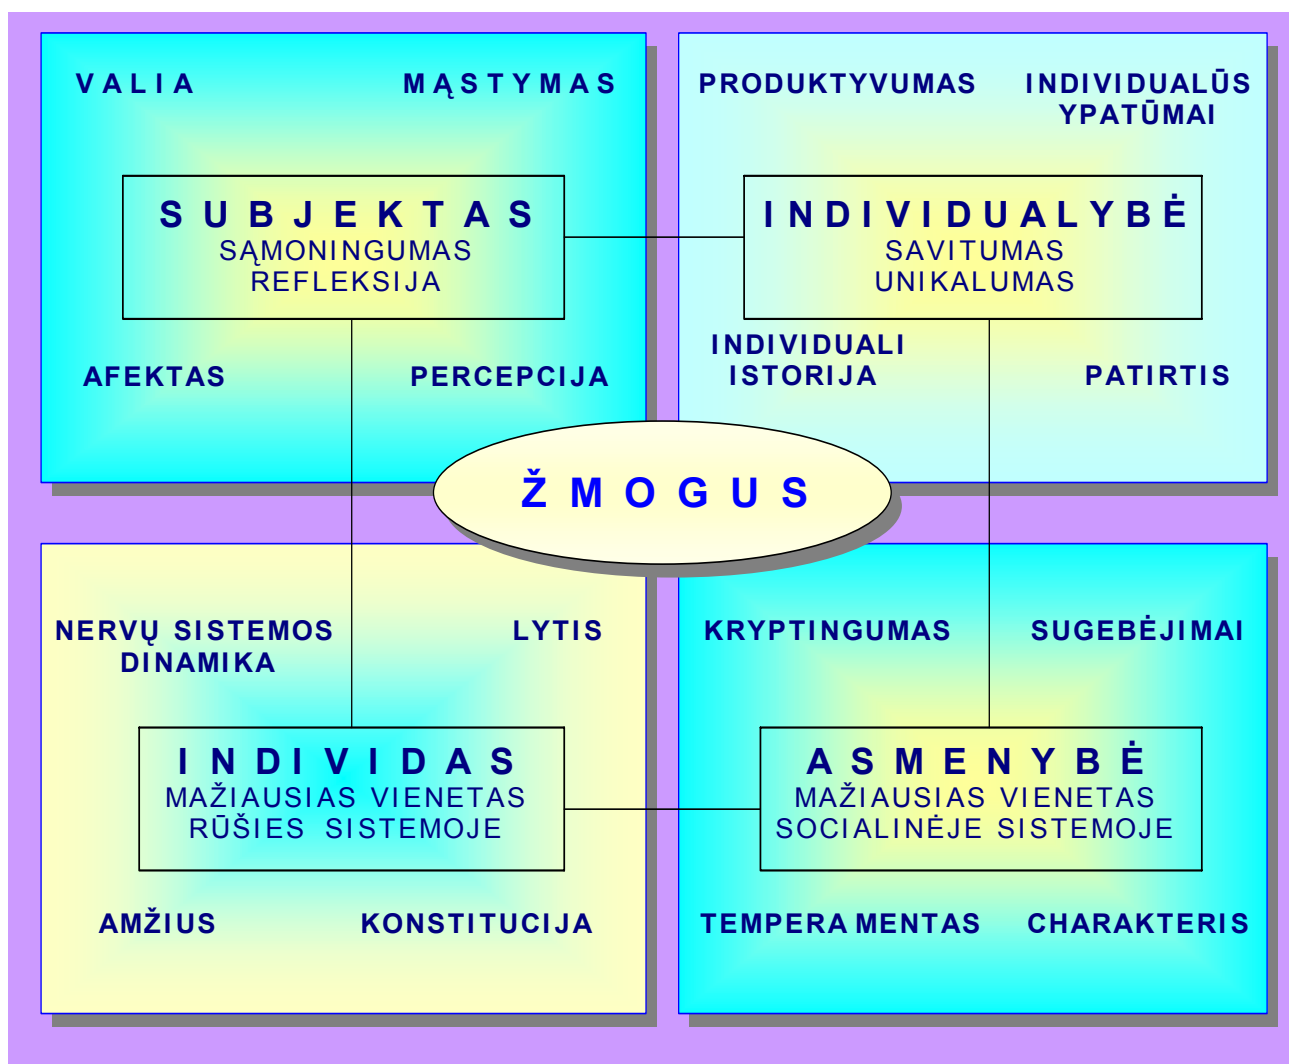 VALIA
MĄSTYMAS
SUBJEKTAS
SĄMONINGUMAS
REFLEKSIJA
AFEKTAS
PERCEPCIJA
PRODUKTYVUMAS
INDIVIDUALŪS
YPATŪMAI
INDIVIDUALYBĖ
SAVITUMAS
UNIKALUMAS
INDIVIDUALI
ISTORIJA
PATIRTIS
ŽMOGUS
NERVŲ SISTEMOS
DINAMIKA
LYTIS
INDIVIDAS
MAŽIAUSIAS VIENETAS
RŪŠIES SISTEMOJE
AMŽIUS
KONSTITUCIJA
KRYPTINGUMAS
SUGEBĖJIMAI
ASMENYBĖ
MAŽIAUSIAS VIENETAS
SOCIALINĖJE SISTEMOJE
TEMPERAMENTAS
CHARAKTERIS